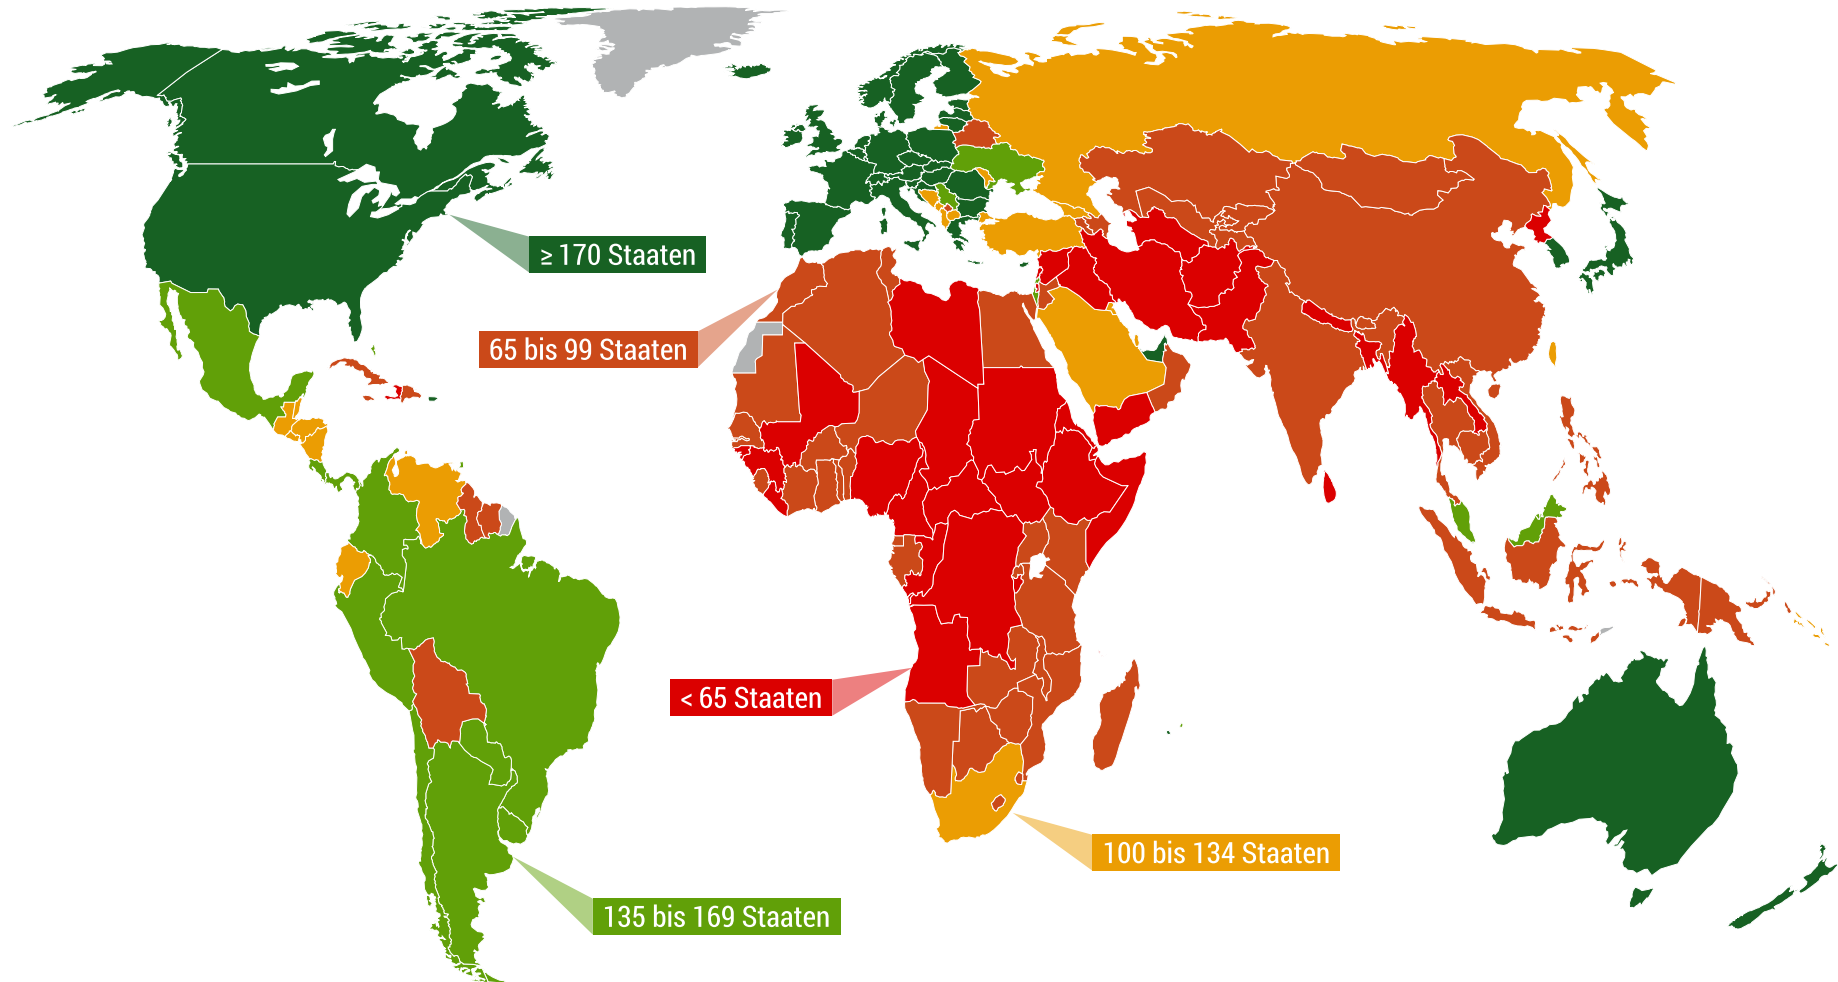 ≥ 170 Staaten
65 bis 99 Staaten
< 65 Staaten
100 bis 134 Staaten
135 bis 169 Staaten